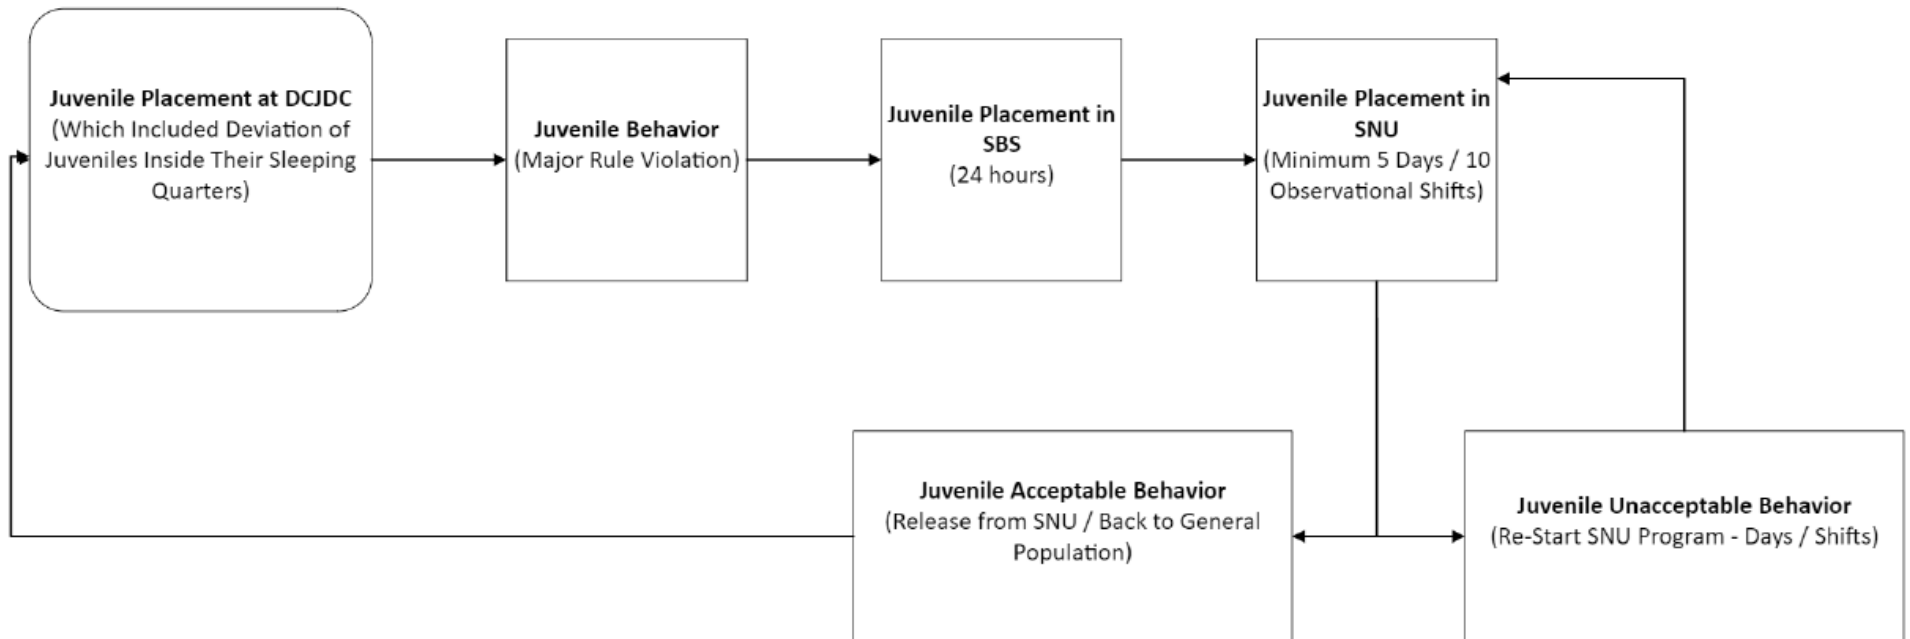 Juvenile Placement at DCJDC
(Which Included Deviation of
Juveniles Inside Their Sleeping
Quarters)
Juvenile Behavior
(Major Rule Violation)
Juvenile Placement in
SBS
(24 hours)
Juvenile Placement in
SNU
(Minimum 5 Days / 10
Observational Shifts)
Juvenile Acceptable Behavior
(Release from SNU / Back to General
Population)
Juvenile Unacceptable Behavior
(Re-Start SNU Program - Days / Shifts)